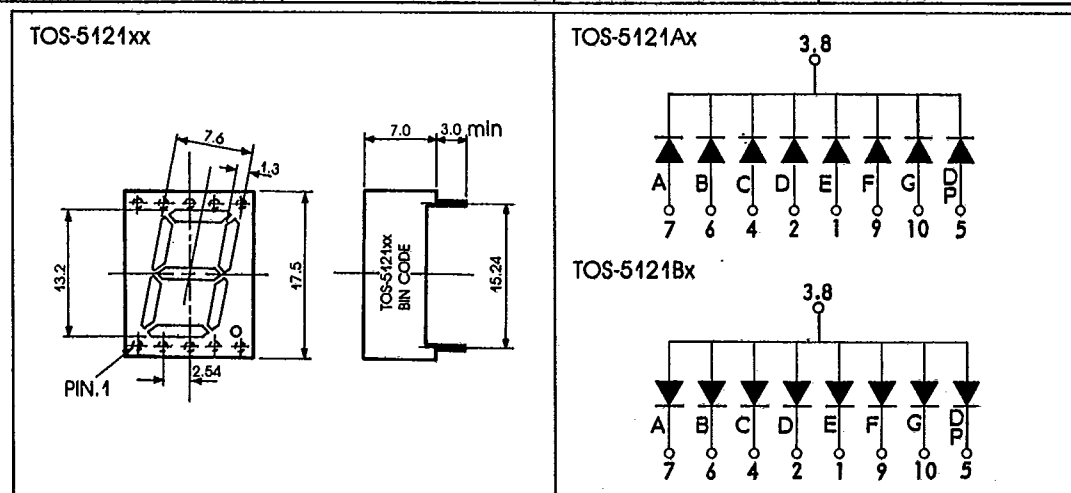 TOS-5121xx
7.6
1.3
7.0
3.0 min
13.2
17.5
TOS-5121xx
BIN CODE
15.24
PIN.1
2.54
TOS-5121Ax
3.8
A B C D E F G DP
7 6 4 2 1 9 10 5
TOS-5121Bx
3.8
A B C D E F G DP
7 6 4 2 1 9 10 5